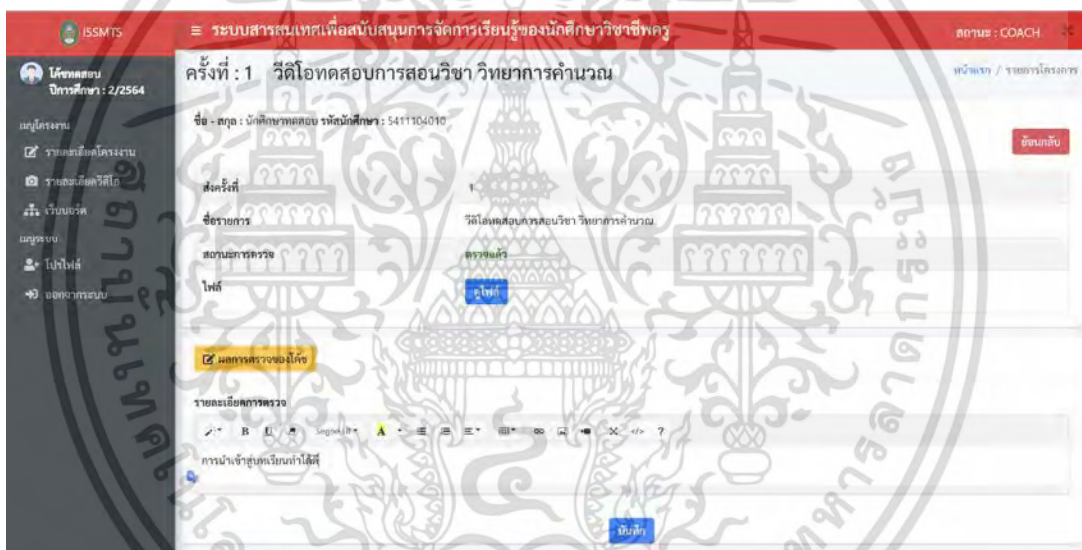 ISSMTS
≡ ระบบสารสนเทศเพื่อสนับสนุนการจัดการเรียนรู้ของนักศึกษาวิชาชีพครู
สถานะ : COACH
โค้ชทดสอบ
ปีการศึกษา : 2/2564
เมนูโครงงาน
รายละเอียดโครงงาน
รายละเอียดวีดีโอ
เว็บบอร์ด
เมนูระบบ
โปรไฟล์
ออกจากระบบ
ครั้งที่ : 1 วีดีโอทดสอบการสอนวิชา วิทยาการคำนวณ
หน้าแรก / รายการโครงการ
ชื่อ - สกุล : นักศึกษาทดสอบ รหัสนักศึกษา : 5411104010
ย้อนกลับ
ส่งครั้งที่ 1
ชื่อรายการ วีดีโอทดสอบการสอนวิชา วิทยาการคำนวณ
สถานะการตรวจ ตรวจแล้ว
ไฟล์ ดูไฟล์
ผลการตรวจของโค้ช
รายละเอียดการตรวจ
B U Segoe UI A ?
การนำเข้าสู่บทเรียนทำได้ดี
บันทึก